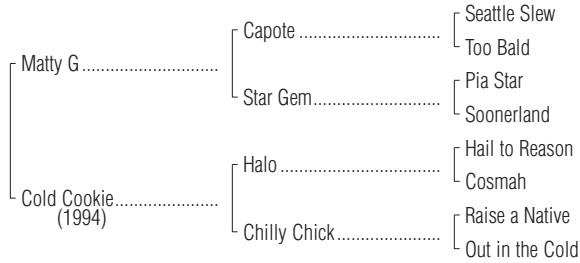 Seattle Slew
Capote
Too Bald
Matty G
Pia Star
Star Gem
Soonerland
Hail to Reason
Halo
Cosmah
Cold Cookie
(1994)
Raise a Native
Chilly Chick
Out in the Cold